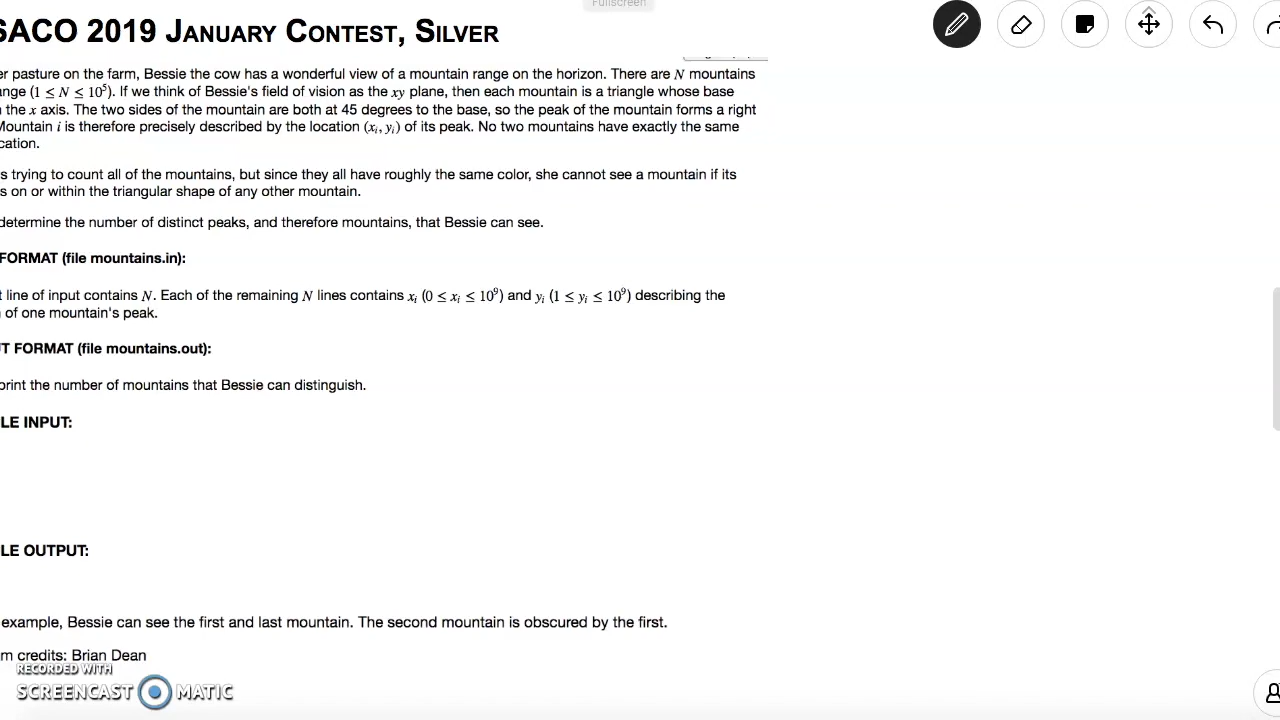 Fullscreen
SACO 2019 JANUARY CONTEST, SILVER
er pasture on the farm, Bessie the cow has a wonderful view of a mountain range on the horizon. There are N mountains
ange (1 ≤ N ≤ 10⁵). If we think of Bessie's field of vision as the xy plane, then each mountain is a triangle whose base
the x axis. The two sides of the mountain are both at 45 degrees to the base, so the peak of the mountain forms a right
Mountain i is therefore precisely described by the location (xᵢ, yᵢ) of its peak. No two mountains have exactly the same
cation.
s trying to count all of the mountains, but since they all have roughly the same color, she cannot see a mountain if its
s on or within the triangular shape of any other mountain.
determine the number of distinct peaks, and therefore mountains, that Bessie can see.
FORMAT (file mountains.in):
t line of input contains N. Each of the remaining N lines contains xᵢ (0 ≤ xᵢ ≤ 10⁹) and yᵢ (1 ≤ yᵢ ≤ 10⁹) describing the
of one mountain's peak.
T FORMAT (file mountains.out):
print the number of mountains that Bessie can distinguish.
LE INPUT:
LE OUTPUT:
example, Bessie can see the first and last mountain. The second mountain is obscured by the first.
m credits: Brian Dean
RECORDED WITH
SCREENCAST MATIC